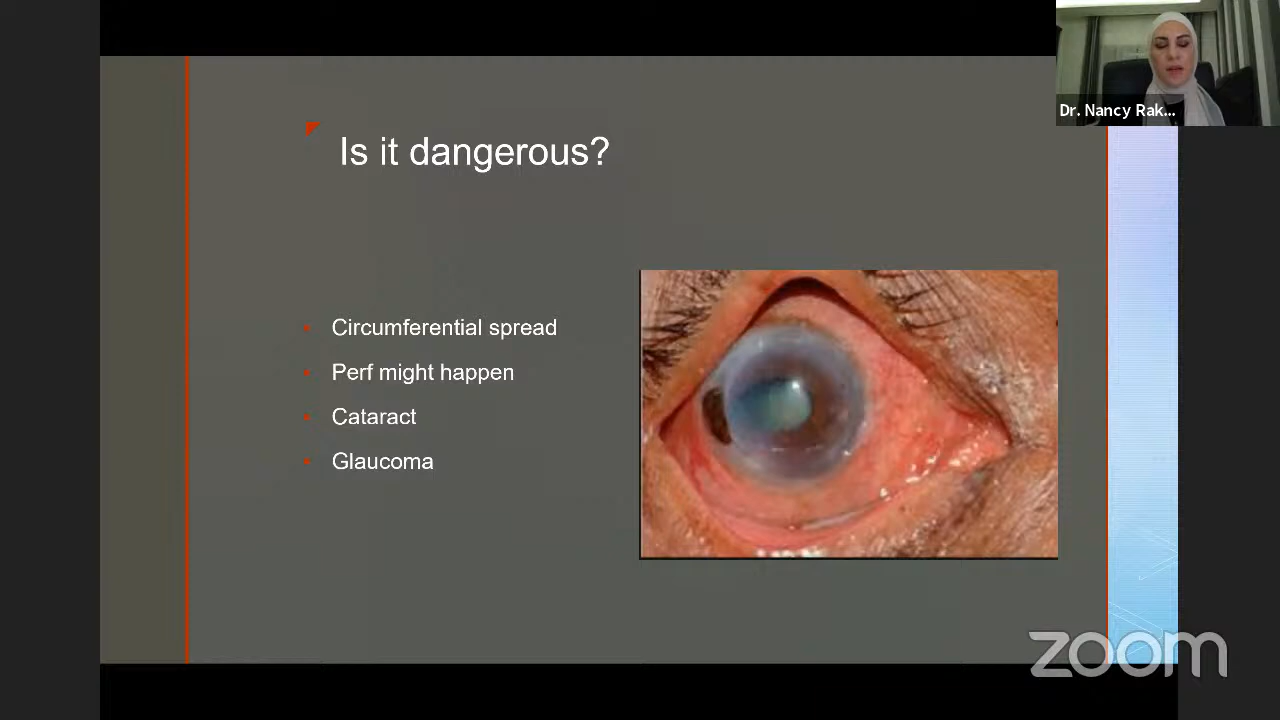 Dr. Nancy Rak...
Is it dangerous?
Circumferential spread
Perf might happen
Cataract
Glaucoma
zoom